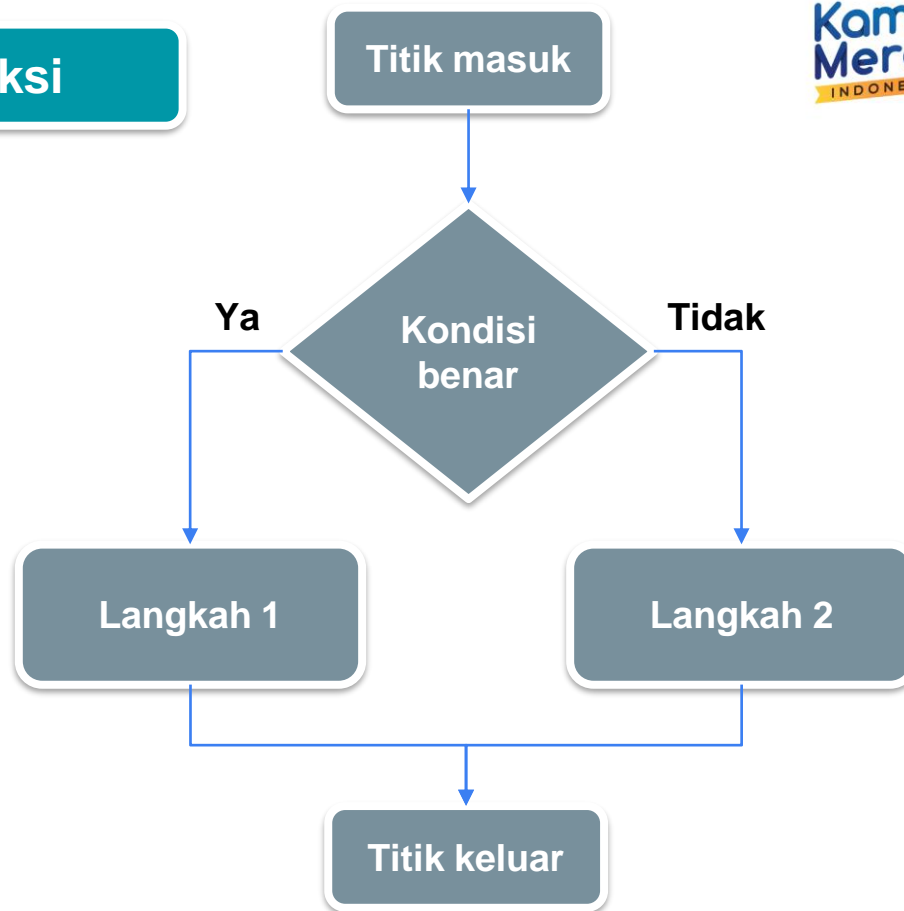 ksi
Titik masuk
Ya
Kondisi
benar
Tidak
Langkah 1
Langkah 2
Titik keluar